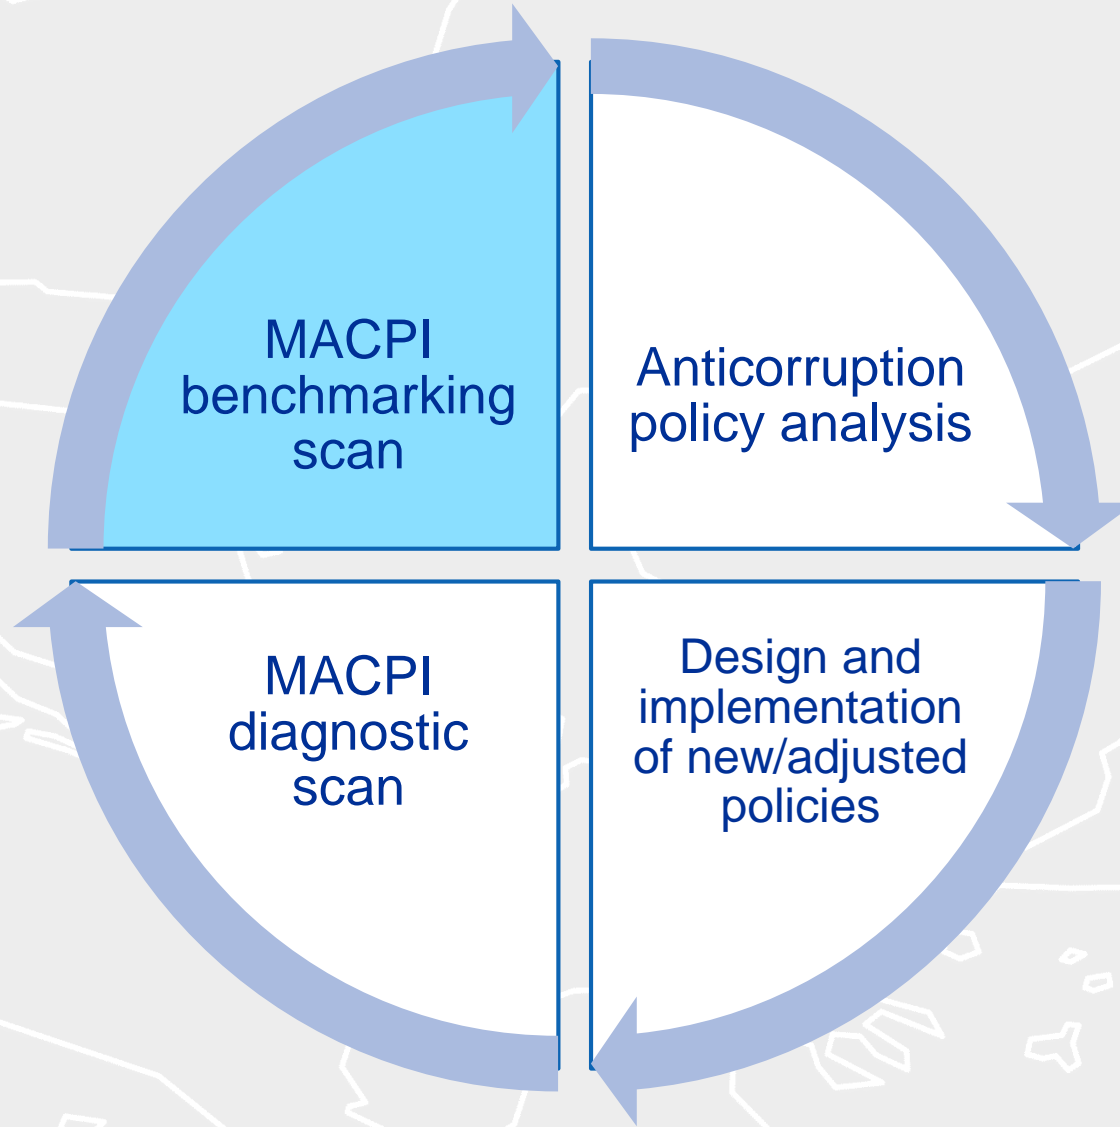 MACPI
benchmarking
scan
Anticorruption
policy analysis
MACPI
diagnostic
scan
Design and
implementation
of new/adjusted
policies